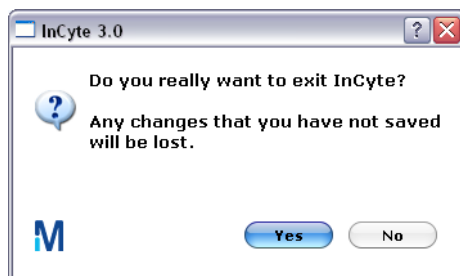 InCyte 3.0
Do you really want to exit InCyte?
Any changes that you have not saved
will be lost.
M
Yes
No